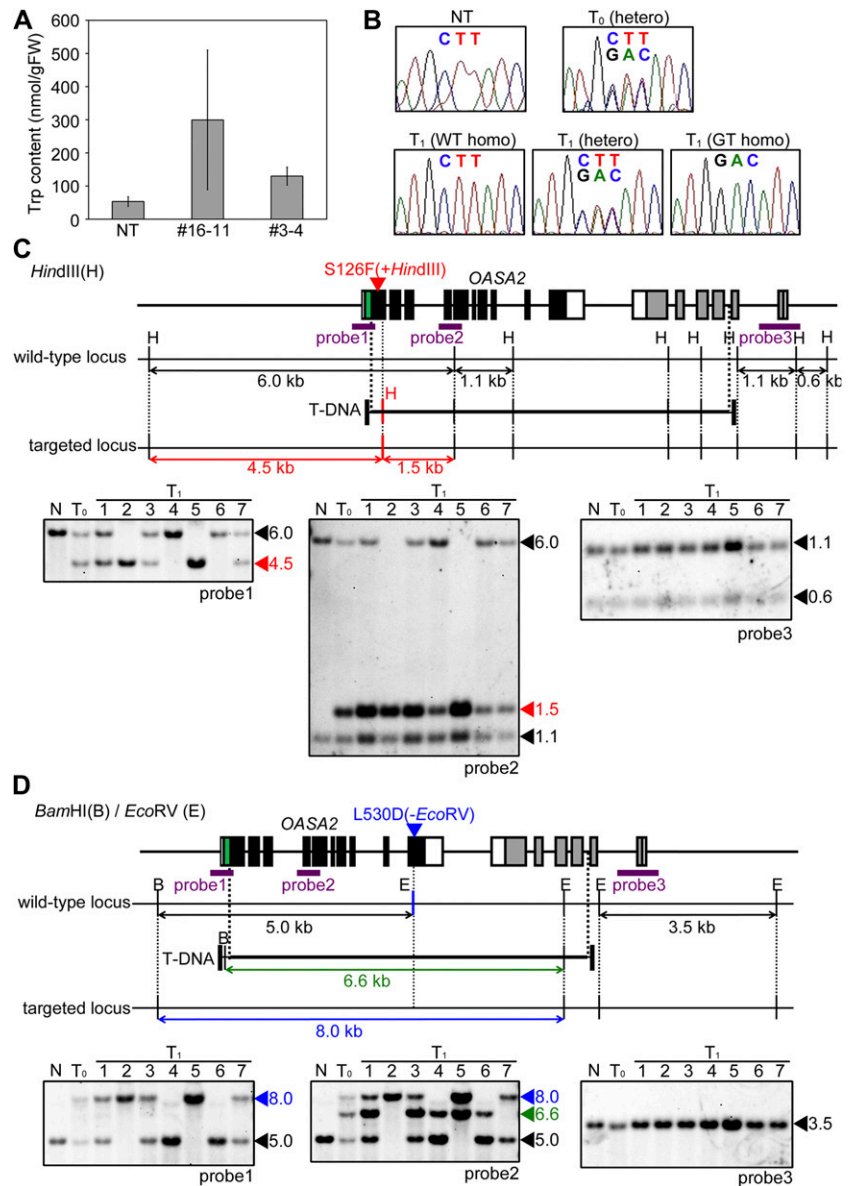 A
Trp content (nmol/gFW)
600
500
400
300
200
100
0
NT
#16-11
#3-4
B
NT
C T T
T₀ (hetero)
C T T
G A C
T₁ (WT homo)
C T T
T₁ (hetero)
C T T
G A C
T₁ (GT homo)
G A C
C
HindIII(H)
S126F(+HindIII)
OASA2
probe1
probe2
probe3
H H H H H H H
wild-type locus
6.0 kb
1.1 kb
1.1 kb
0.6 kb
H
T-DNA
targeted locus
4.5 kb
1.5 kb
T₁
N T₀ 1 2 3 4 5 6 7
6.0
4.5
probe1
T₁
N T₀ 1 2 3 4 5 6 7
6.0
1.5
1.1
probe2
T₁
N T₀ 1 2 3 4 5 6 7
1.1
0.6
probe3
D
BamHI(B) / EcoRV (E)
L530D(-EcoRV)
OASA2
probe1
probe2
probe3
B E E E E
wild-type locus
5.0 kb
3.5 kb
B
T-DNA
6.6 kb
targeted locus
8.0 kb
T₁
N T₀ 1 2 3 4 5 6 7
8.0
5.0
probe1
T₁
N T₀ 1 2 3 4 5 6 7
8.0
6.6
5.0
probe2
T₁
N T₀ 1 2 3 4 5 6 7
3.5
probe3